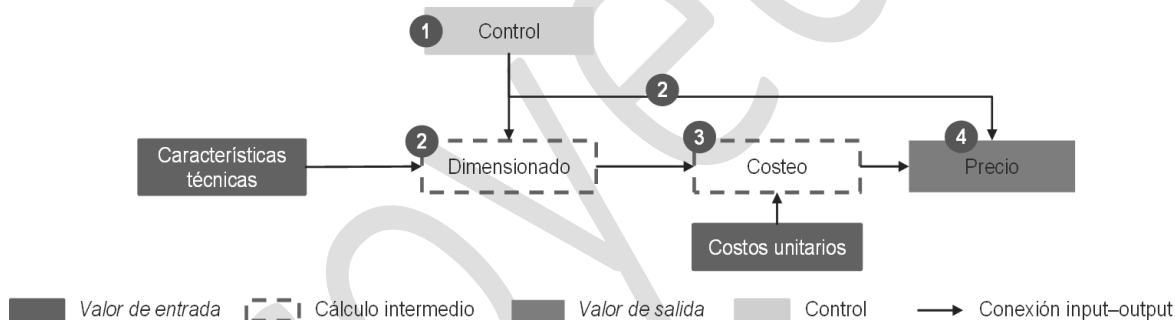 1 Control
2
Características
técnicas
2 Dimensionado
3 Costeo
4 Precio
Costos unitarios
Valor de entrada
Cálculo intermedio
Valor de salida
Control
Conexión input–output